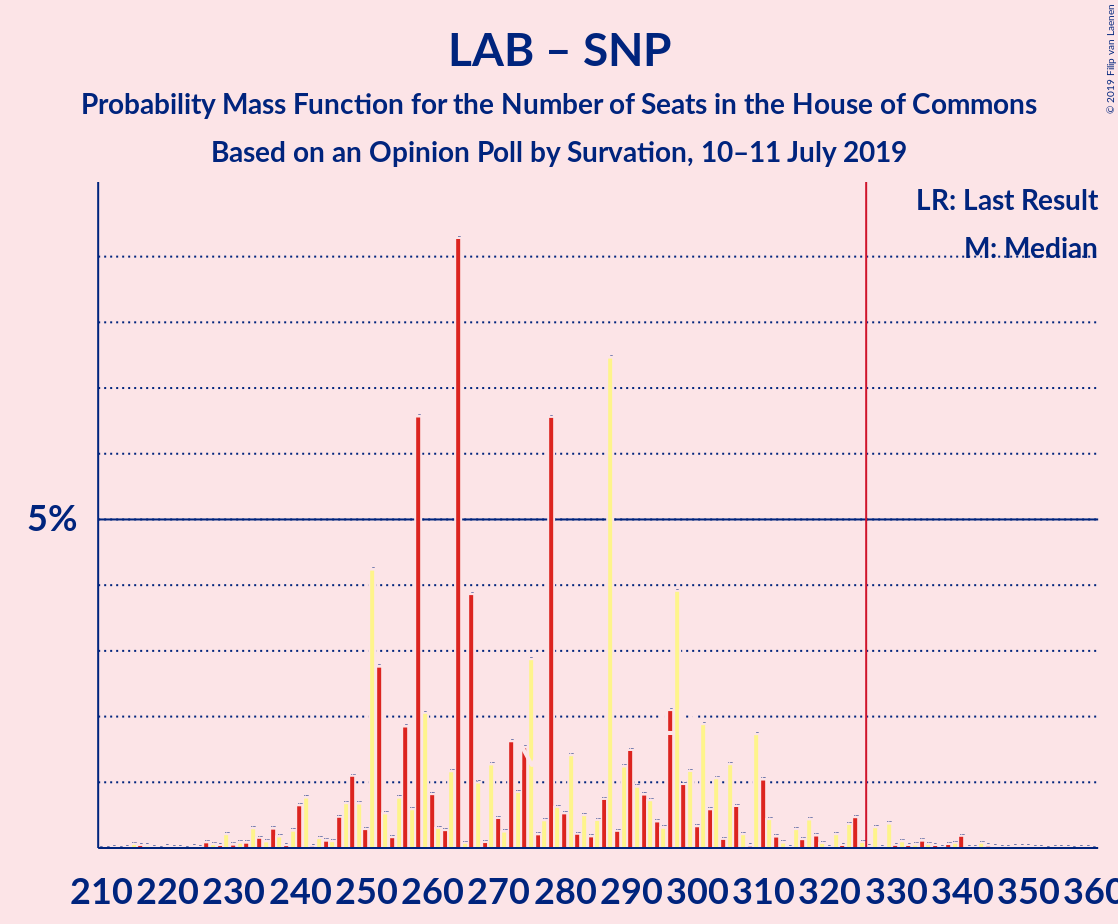 LAB – SNP
Probability Mass Function for the Number of Seats in the House of Commons
Based on an Opinion Poll by Survation, 10–11 July 2019
© 2019 Filip van Laenen
LR: Last Result
M: Median
5%
210 220 230 240 250 260 270 280 290 300 310 320 330 340 350 360